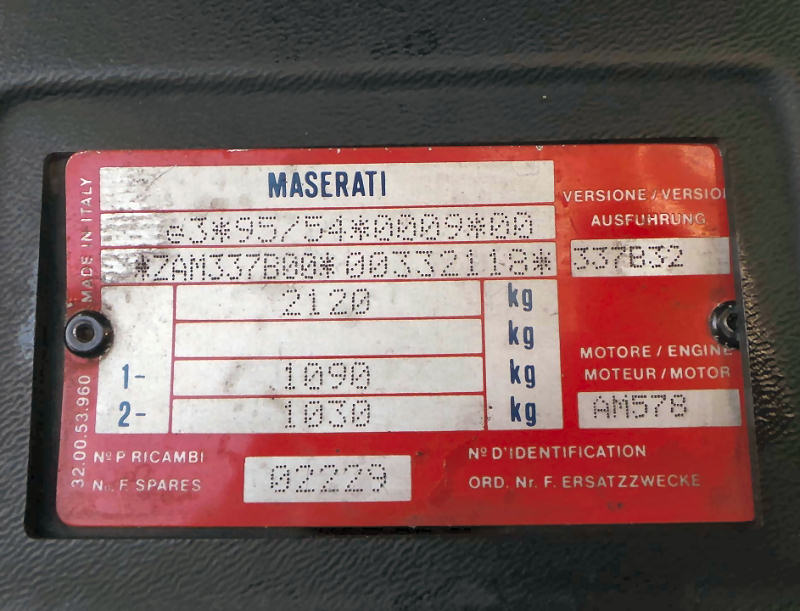 MASERATI
e3*95/54*0009*00
*ZAM337B00*00332118*
2120 kg
kg
1- 1090 kg
2- 1030 kg
MADE IN ITALY
32.00.53.960
VERSIONE / VERSIO
AUSFUHRUNG
337B32
MOTORE / ENGINE
MOTEUR / MOTOR
AM578
Nº P RICAMBI
No. F. SPARES
02229
Nº D'IDENTIFICATION
ORD. Nr. F. ERSATZZWECKE